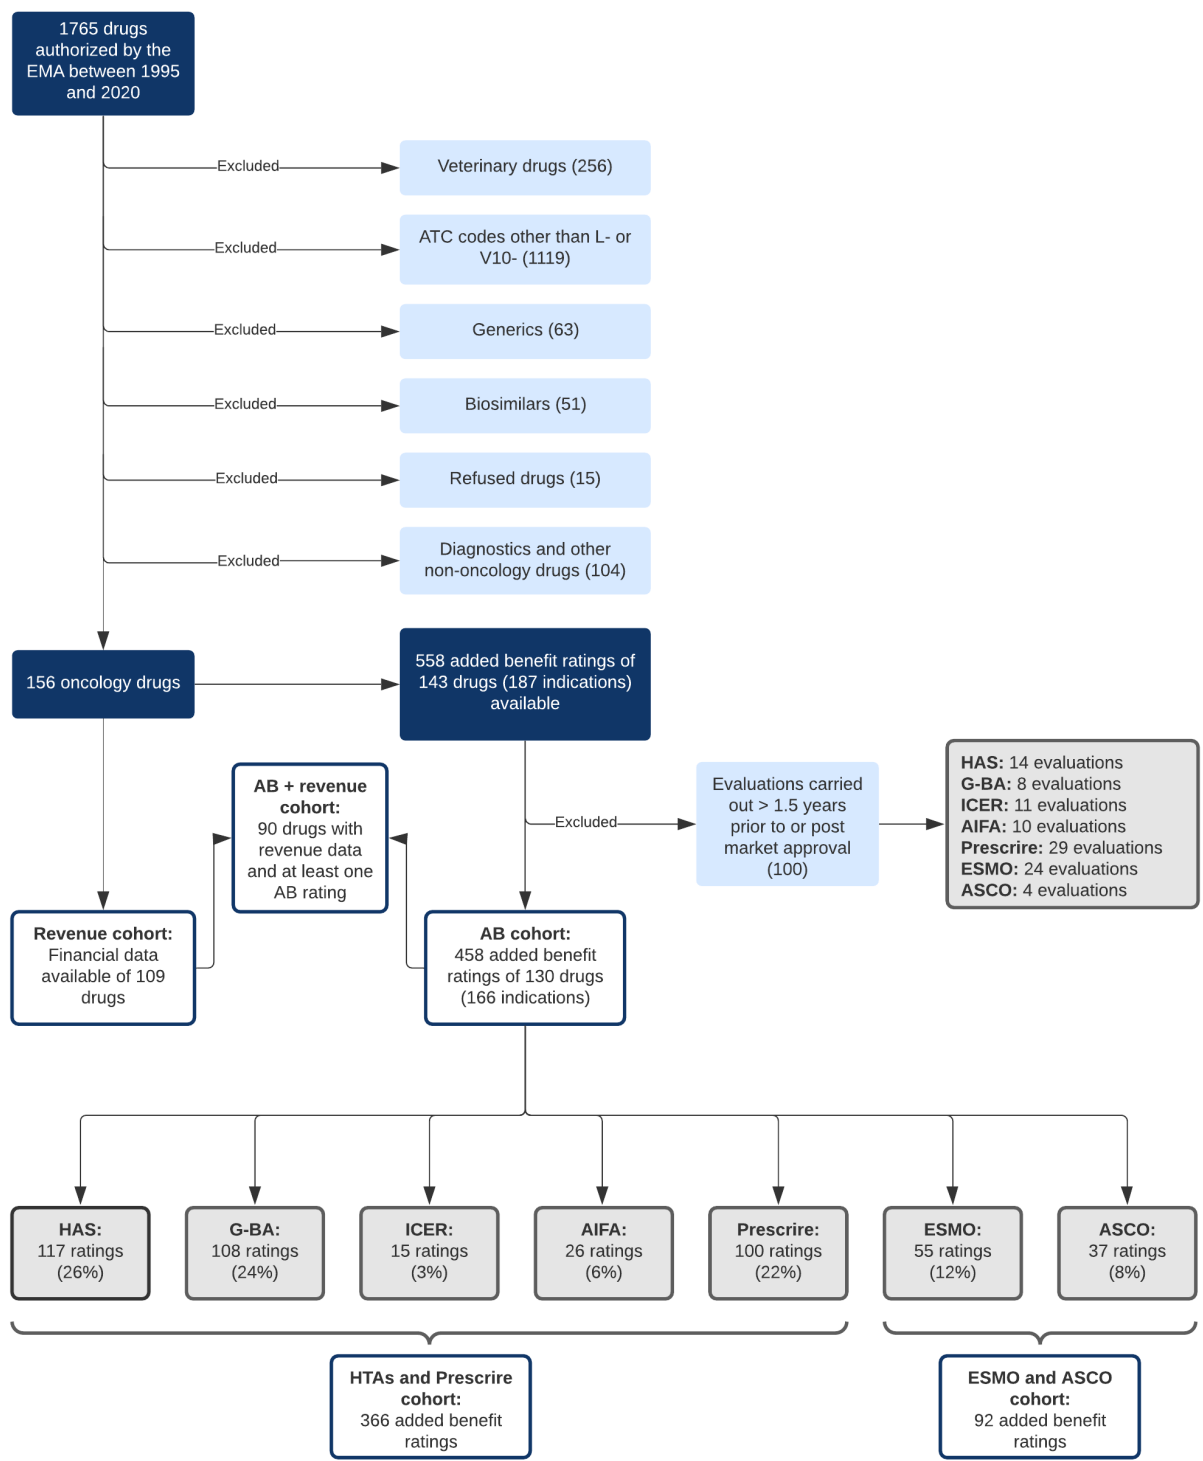 1765 drugs
authorized by the
EMA between 1995
and 2020
Excluded
Veterinary drugs (256)
Excluded
ATC codes other than L- or
V10- (1119)
Excluded
Generics (63)
Excluded
Biosimilars (51)
Excluded
Refused drugs (15)
Excluded
Diagnostics and other
non-oncology drugs (104)
156 oncology drugs
558 added benefit ratings of
143 drugs (187 indications)
available
AB + revenue
cohort:
90 drugs with
revenue data
and at least one
AB rating
Excluded
Evaluations carried
out > 1.5 years
prior to or post
market approval
(100)
HAS: 14 evaluations
G-BA: 8 evaluations
ICER: 11 evaluations
AIFA: 10 evaluations
Prescrire: 29 evaluations
ESMO: 24 evaluations
ASCO: 4 evaluations
Revenue cohort:
Financial data
available of 109
drugs
AB cohort:
458 added benefit
ratings of 130 drugs
(166 indications)
HAS:
117 ratings
(26%)
G-BA:
108 ratings
(24%)
ICER:
15 ratings
(3%)
AIFA:
26 ratings
(6%)
Prescrire:
100 ratings
(22%)
ESMO:
55 ratings
(12%)
ASCO:
37 ratings
(8%)
HTAs and Prescrire
cohort:
366 added benefit
ratings
ESMO and ASCO
cohort:
92 added benefit
ratings